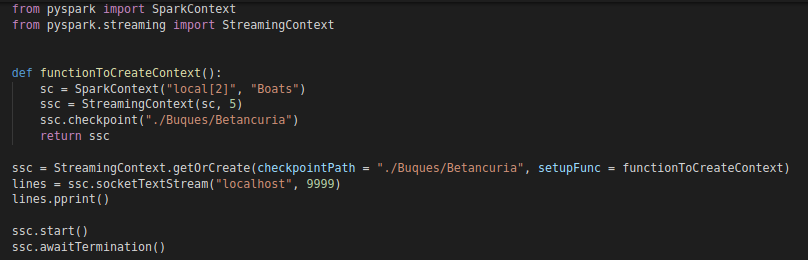 from pyspark import SparkContext
from pyspark.streaming import StreamingContext
def functionToCreateContext():
    sc = SparkContext("local[2]", "Boats")
    ssc = StreamingContext(sc, 5)
    ssc.checkpoint("./Buques/Betancuria")
    return ssc
ssc = StreamingContext.getOrCreate(checkpointPath = "./Buques/Betancuria", setupFunc = functionToCreateContext)
lines = ssc.socketTextStream("localhost", 9999)
lines.pprint()
ssc.start()
ssc.awaitTermination()